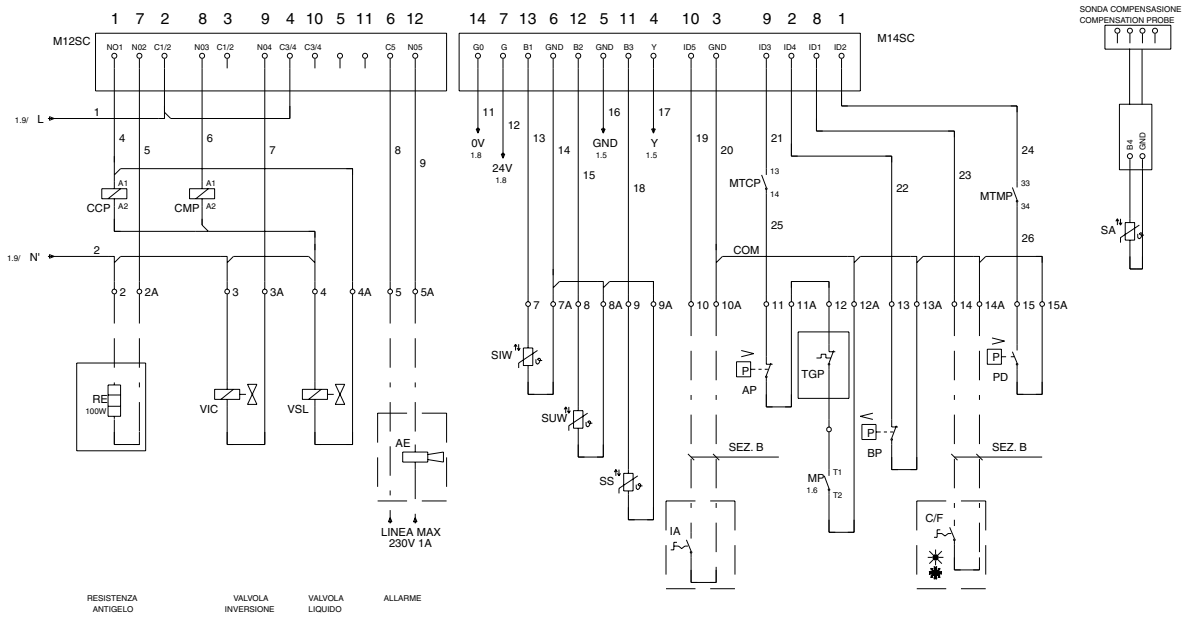 1 7 2 8 3 9 4 10 5 11 6 12
14 7 13 6 12 5 11 4 10 3 9 2 8 1
SONDA COMPENSASIONE
COMPENSATION PROBE
M12SC
NO1 N02 C1/2 N03 C1/2 N04 C3/4 C3/4 C5 N05
G0 G B1 GND B2 GND B3 Y ID5 GND ID3 ID4 ID1 ID2
M14SC
1.9/ L
1
4 5 6 7 8 9
11
0V
1.8
12
24V
1.8
13 14 15
16
GND
1.5
18
17
Y
1.5
19 20 21 22 23 24
B4 GND
A1
CCP
A2
A1
CMP
A2
13
MTCP
14
33
MTMP
34
25
26
SA
1.9/ N'
2
COM
2 2A 3 3A 4 4A 5 5A
7 7A 8 8A 9 9A 10 10A 11 11A 12 12A 13 13A 14 14A 15 15A
RE
100W
VIC
VSL
AE
LINEA MAX
230V 1A
SIW
SUW
SS
P
AP
TGP
P
BP
P
PD
SEZ. B
SEZ. B
MP
1.6
T1
T2
IA
C/F
RESISTENZA
ANTIGELO
VALVOLA
INVERSIONE
VALVOLA
LIQUIDO
ALLARME